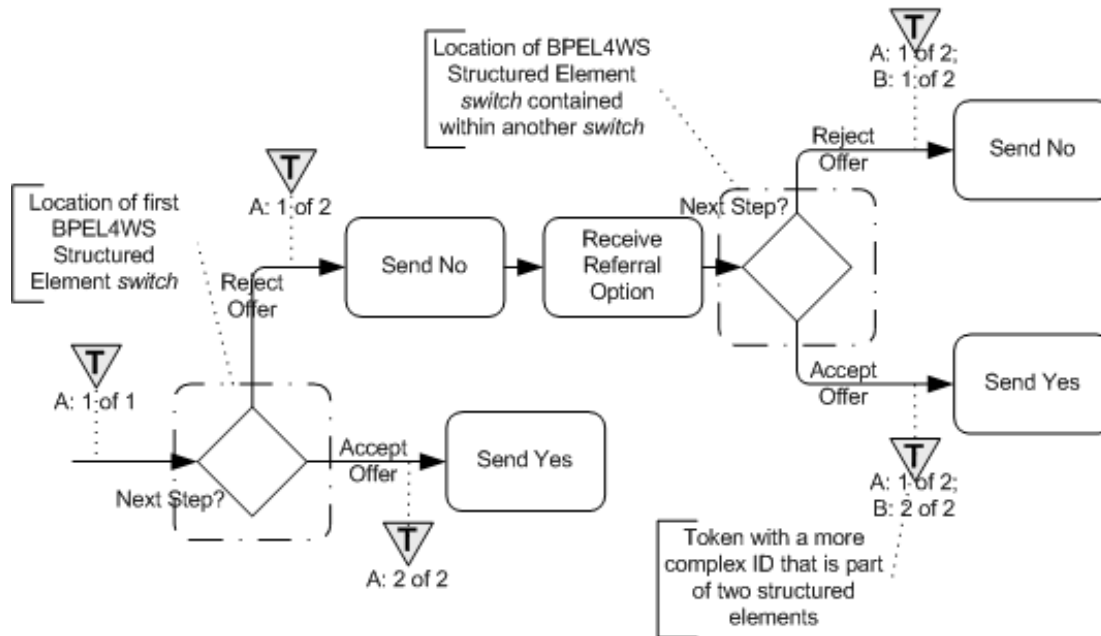 T
A: 1 of 2;
B: 1 of 2
Location of BPEL4WS
Structured Element
switch contained
within another switch
Reject
Offer
Send No
T
A: 1 of 2
Location of first
BPEL4WS
Structured
Element switch
Reject
Offer
Send No
Receive
Referral
Option
Next Step?
T
A: 1 of 1
Accept
Offer
Send Yes
Next Step?
Accept
Offer
Send Yes
T
A: 2 of 2
T
A: 1 of 2;
B: 2 of 2
Token with a more
complex ID that is part
of two structured
elements